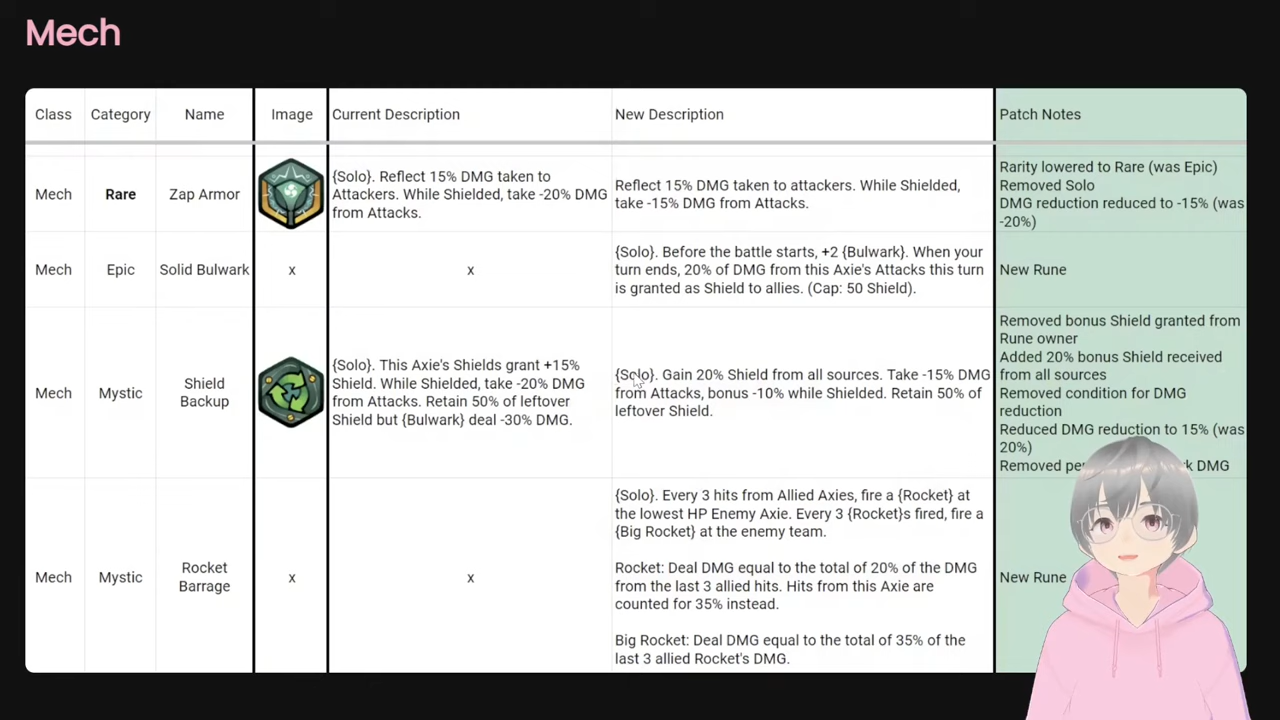 Mech
Class Category Name Image Current Description New Description Patch Notes
Mech Rare Zap Armor
{Solo}. Reflect 15% DMG taken to
Attackers. While Shielded, take -20% DMG
from Attacks.
Reflect 15% DMG taken to attackers. While Shielded,
take -15% DMG from Attacks.
Rarity lowered to Rare (was Epic)
Removed Solo
DMG reduction reduced to -15% (was
-20%)
Mech Epic Solid Bulwark x x
{Solo}. Before the battle starts, +2 {Bulwark}. When your
turn ends, 20% of DMG from this Axie's Attacks this turn
is granted as Shield to allies. (Cap: 50 Shield).
New Rune
Mech Mystic
Shield
Backup
{Solo}. This Axie's Shields grant +15%
Shield. While Shielded, take -20% DMG
from Attacks. Retain 50% of leftover
Shield but {Bulwark} deal -30% DMG.
{Solo}. Gain 20% Shield from all sources. Take -15% DMG
from Attacks, bonus -10% while Shielded. Retain 50% of
leftover Shield.
Removed bonus Shield granted from
Rune owner
Added 20% bonus Shield received
from all sources
Removed condition for DMG
reduction
Reduced DMG reduction to 15% (was
20%)
Removed DMG
Mech Mystic
Rocket
Barrage
x x
{Solo}. Every 3 hits from Allied Axies, fire a {Rocket} at
the lowest HP Enemy Axie. Every 3 {Rocket}s fired, fire a
{Big Rocket} at the enemy team.
Rocket: Deal DMG equal to the total of 20% of the DMG
from the last 3 allied hits. Hits from this Axie are
counted for 35% instead.
Big Rocket: Deal DMG equal to the total of 35% of the
last 3 allied Rocket's DMG.
New Rune